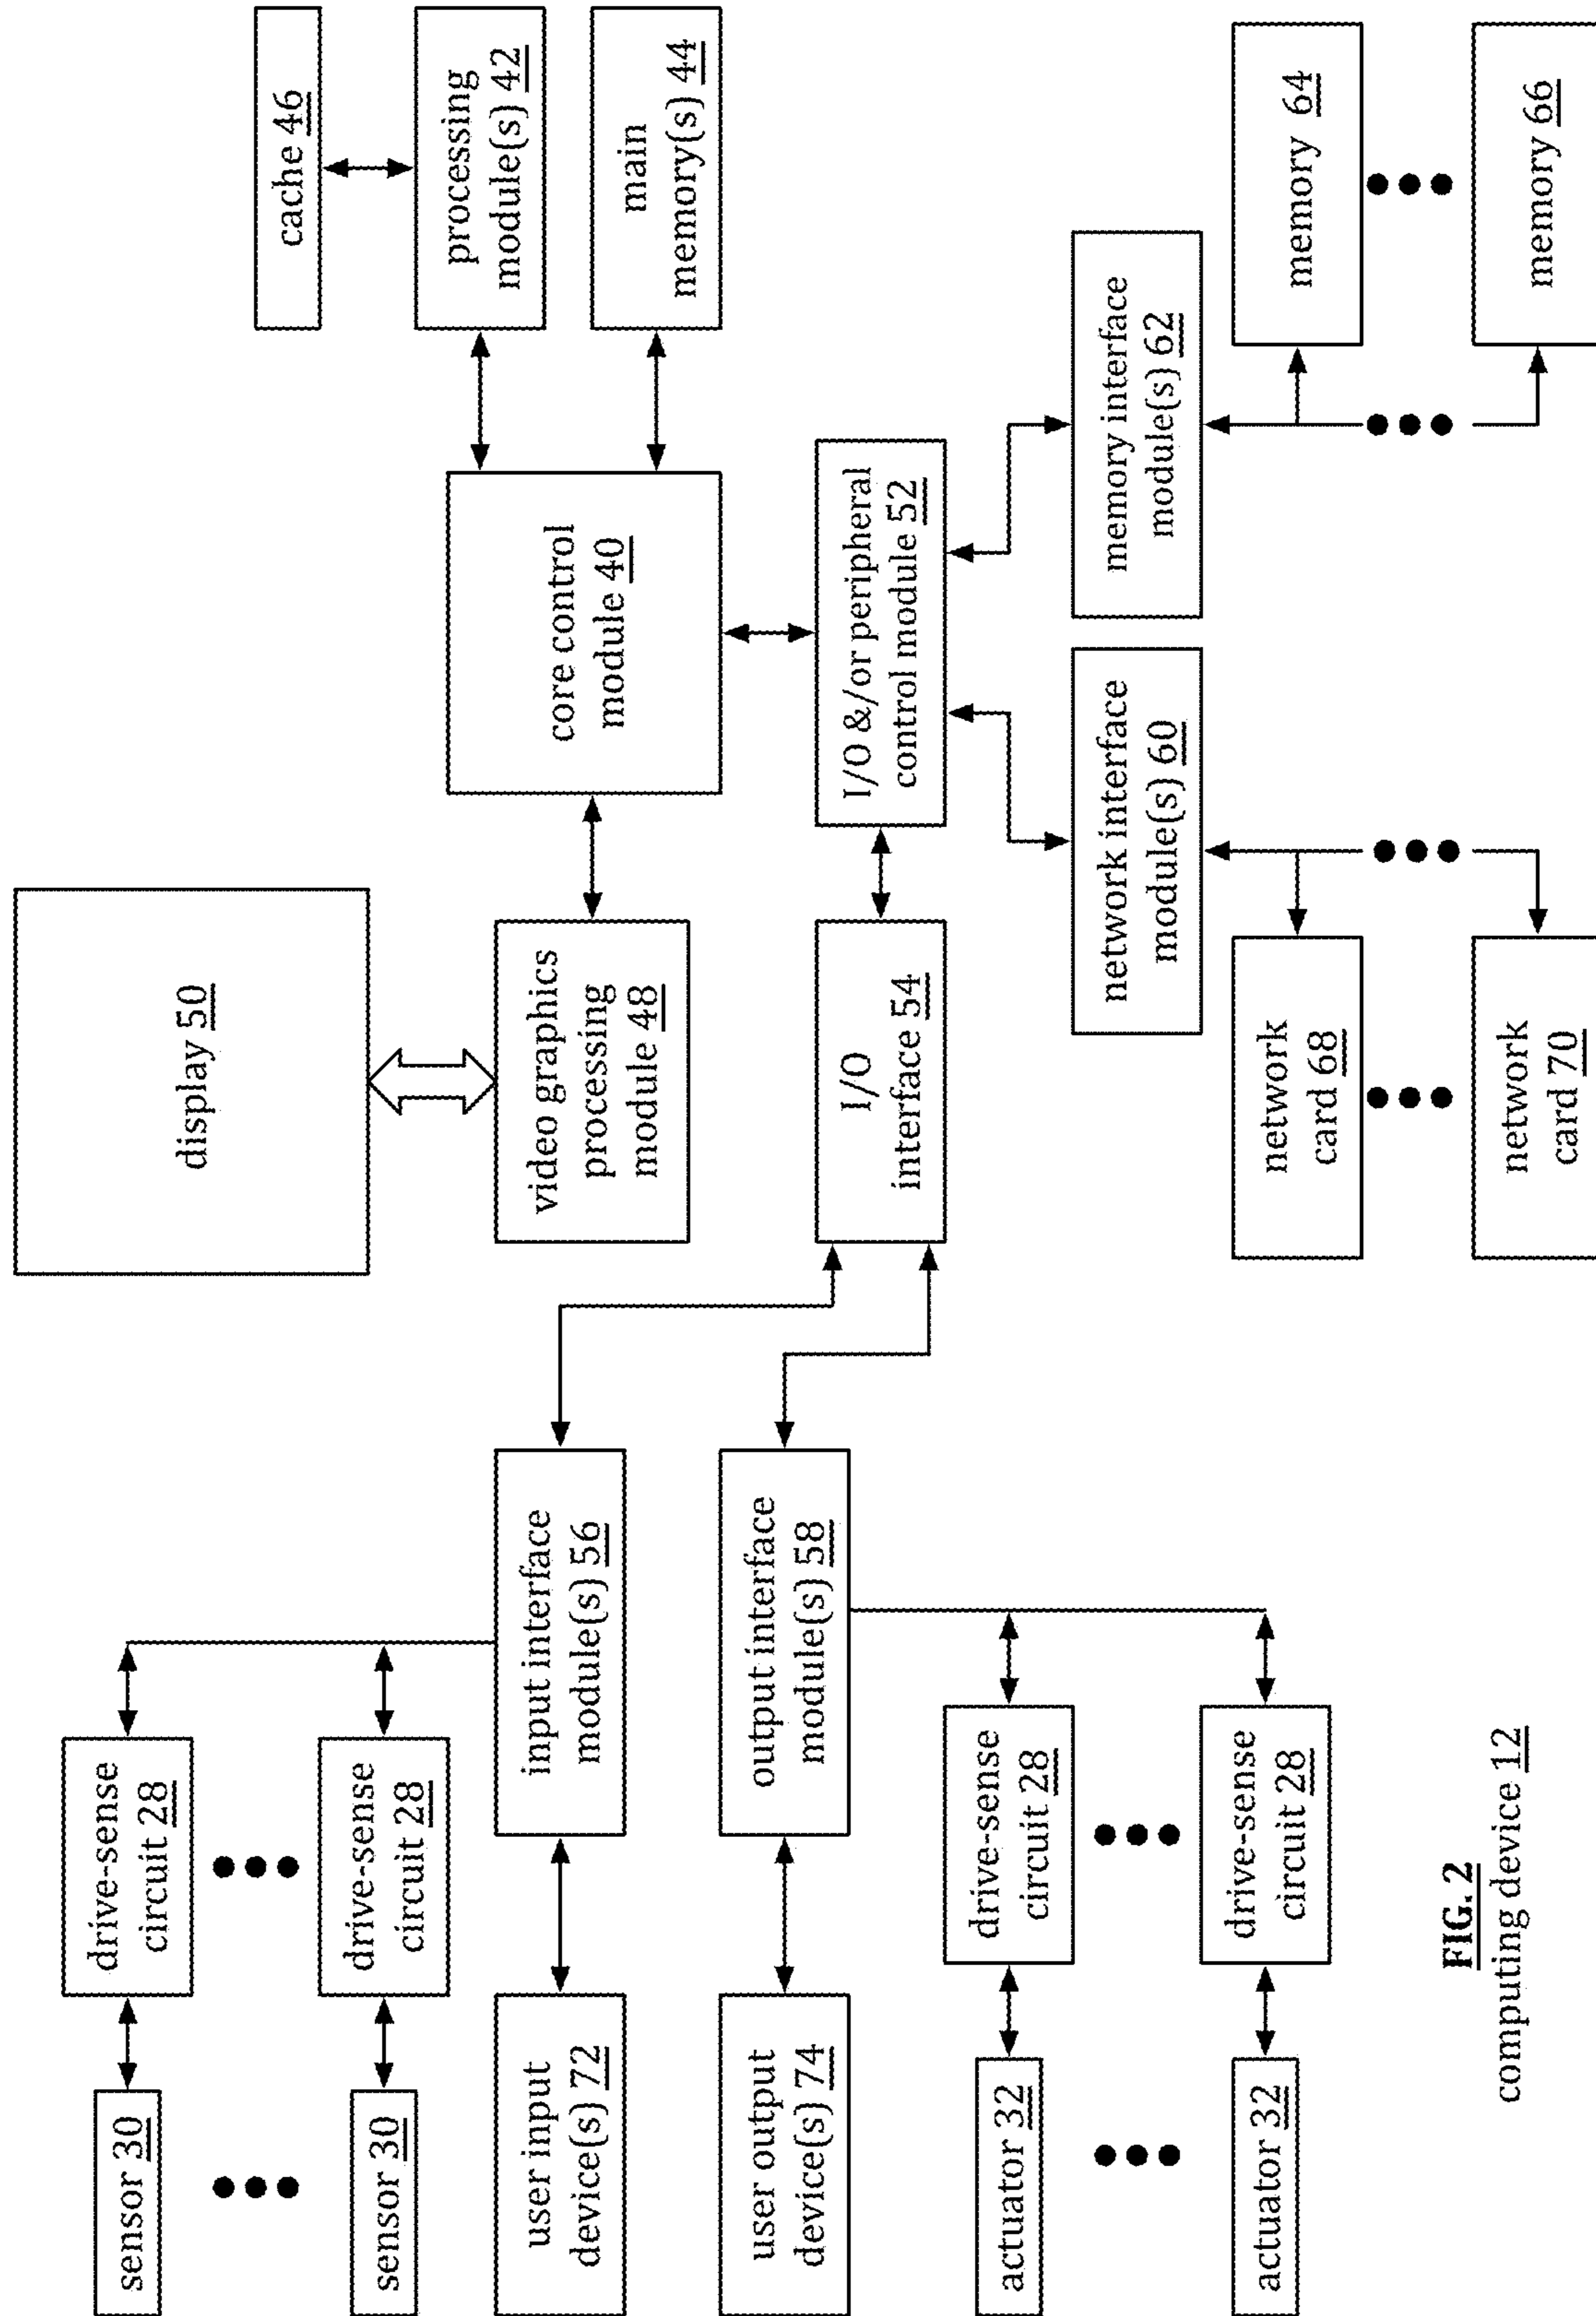 display 50
cache 46
processing
module(s) 42
main
memory(s) 44
core control
module 40
video graphics
processing
module 48
I/O &/or peripheral
control module 52
I/O
interface 54
sensor 30
drive-sense
circuit 28
sensor 30
drive-sense
circuit 28
user input
device(s) 72
input interface
module(s) 56
user output
device(s) 74
output interface
module(s) 58
actuator 32
drive-sense
circuit 28
actuator 32
drive-sense
circuit 28
network interface
module(s) 60
memory interface
module(s) 62
network
card 68
network
card 70
memory 64
memory 66
FIG. 2
computing device 12